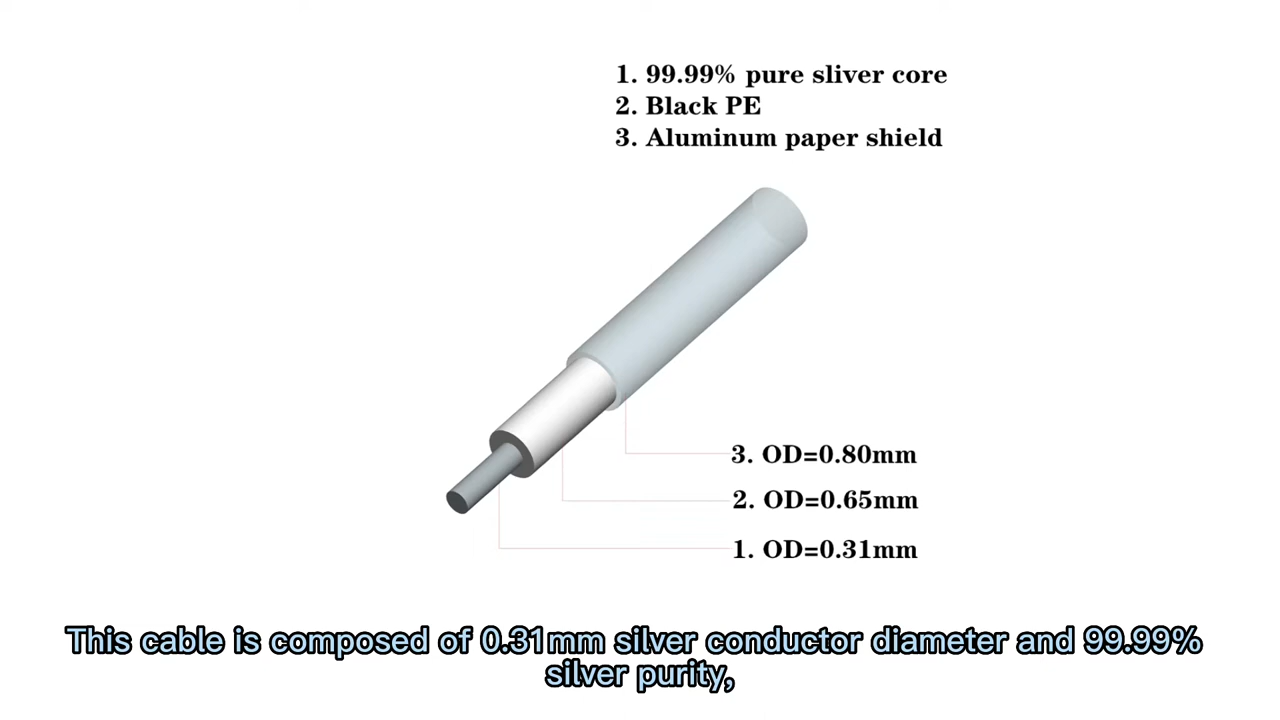 1. 99.99% pure sliver core
2. Black PE
3. Aluminum paper shield
3. OD=0.80mm
2. OD=0.65mm
1. OD=0.31mm
This cable is composed of 0.31mm silver conductor diameter and 99.99%
silver purity,